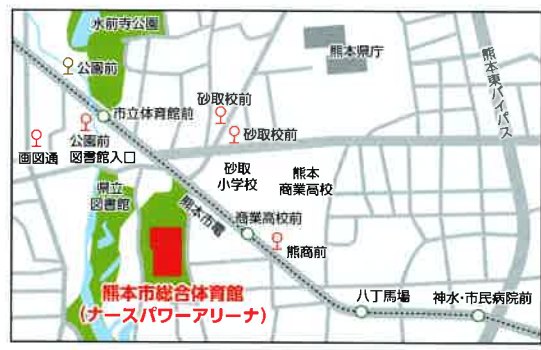 水前寺公園
公園前
市立体育館前
公園前
図書館入口
画図通
砂取校前
砂取校前
熊本県庁
熊本東バイパス
砂取
小学校
熊本
商業高校
県立
図書館
熊本市電
商業高校前
熊商前
熊本市総合体育館
(ナースパワーアリーナ)
八丁馬場
神水・市民病院前